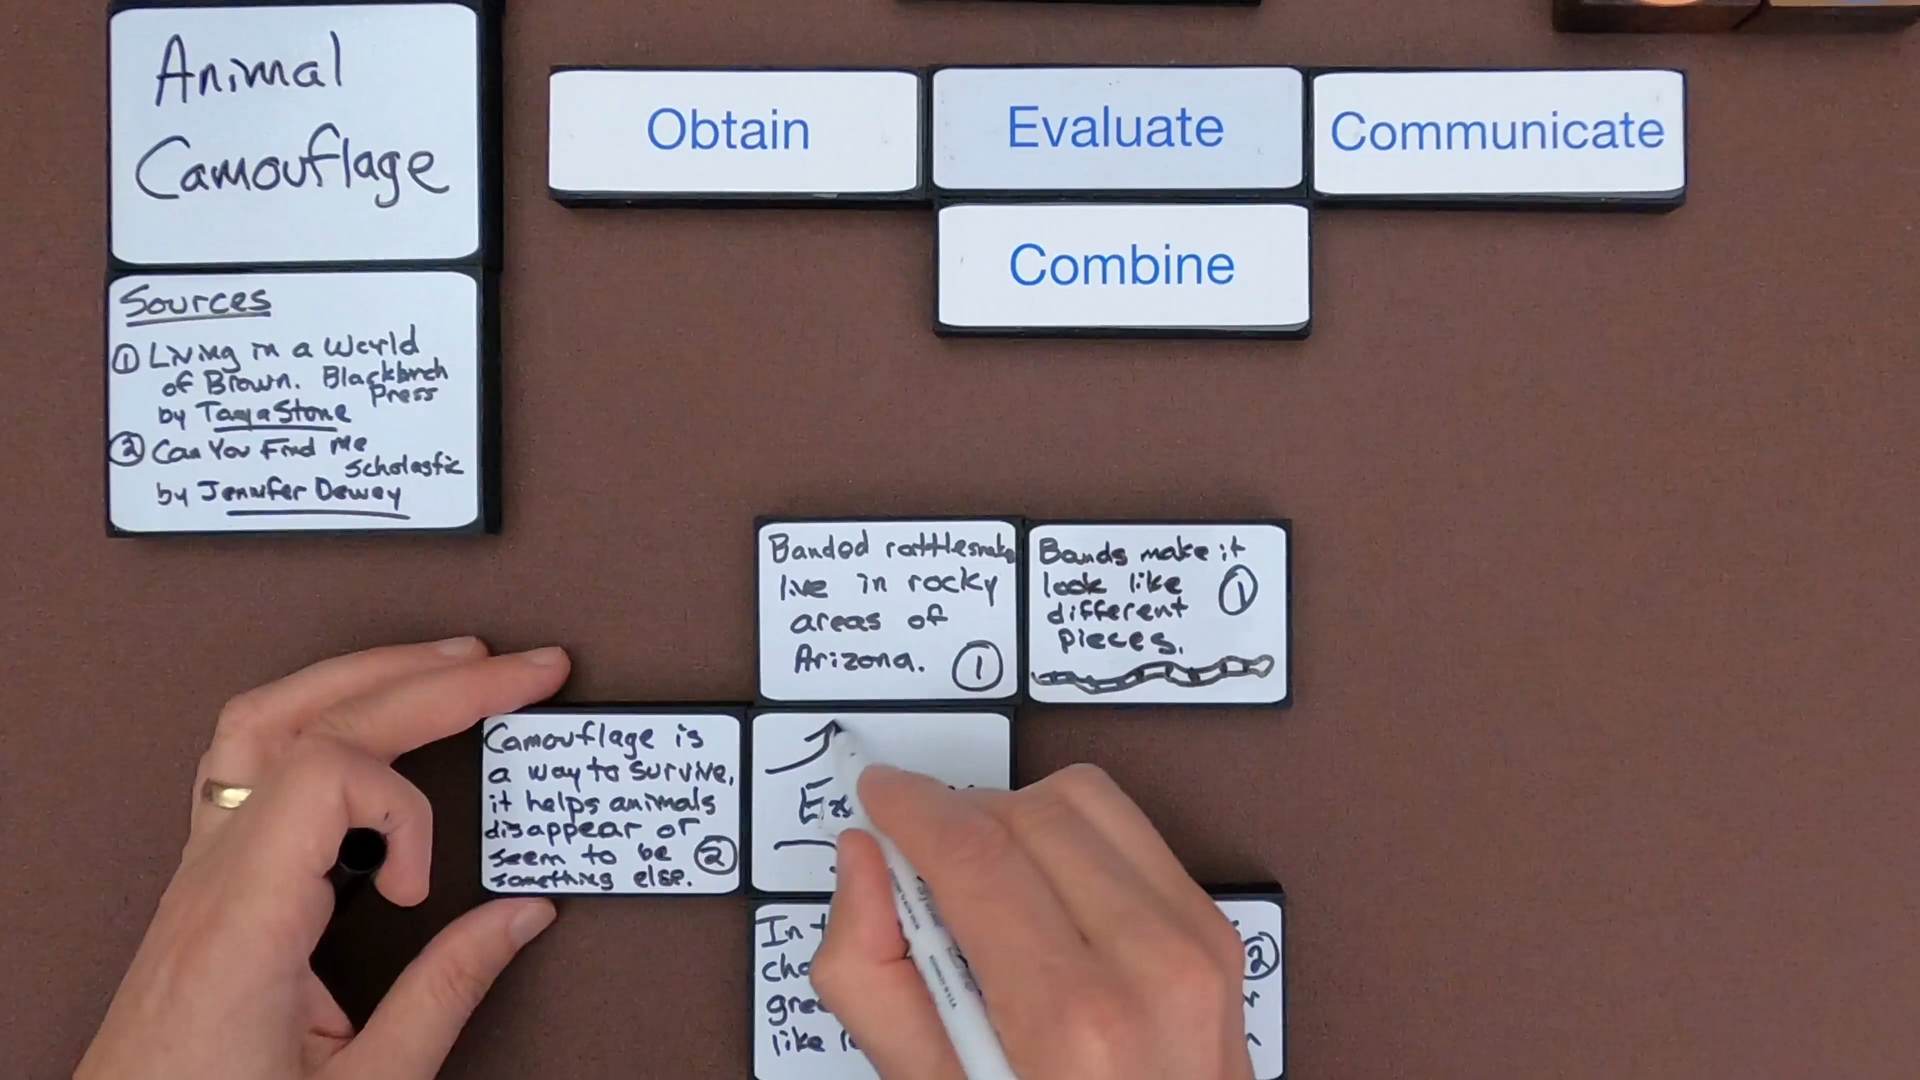 Animal
Camouflage
Sources
① Living in a World
of Brown. Blackbirch
Press
by Tanya Stone
② Can You Find Me
Scholastic
by Jennifer Dewey
Obtain
Evaluate
Communicate
Combine
Banded rattlesnake
live in rocky
areas of
Arizona. ①
Bands make it
look like ①
different
pieces.
Camouflage is
a way to survive,
it helps animals
disappear or
seem to be ②
something else.
In
②
like